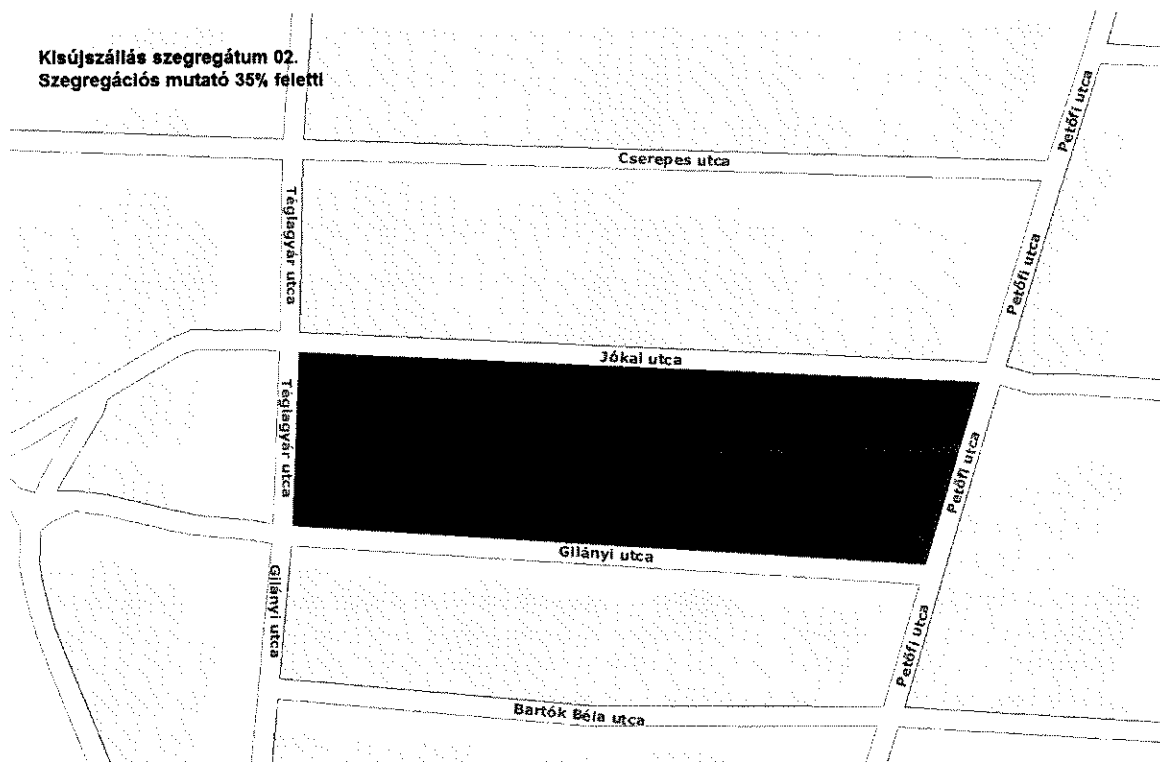 Kisújszállás szegregátum 02.
Szegregációs mutató 35% feletti
Petőfi utca
Cserepes utca
Téglagyár utca
Petőfi utca
Jókai utca
Téglagyár utca
Petőfi utca
Gilányi utca
Gilányi utca
Petőfi utca
Bartók Béla utca